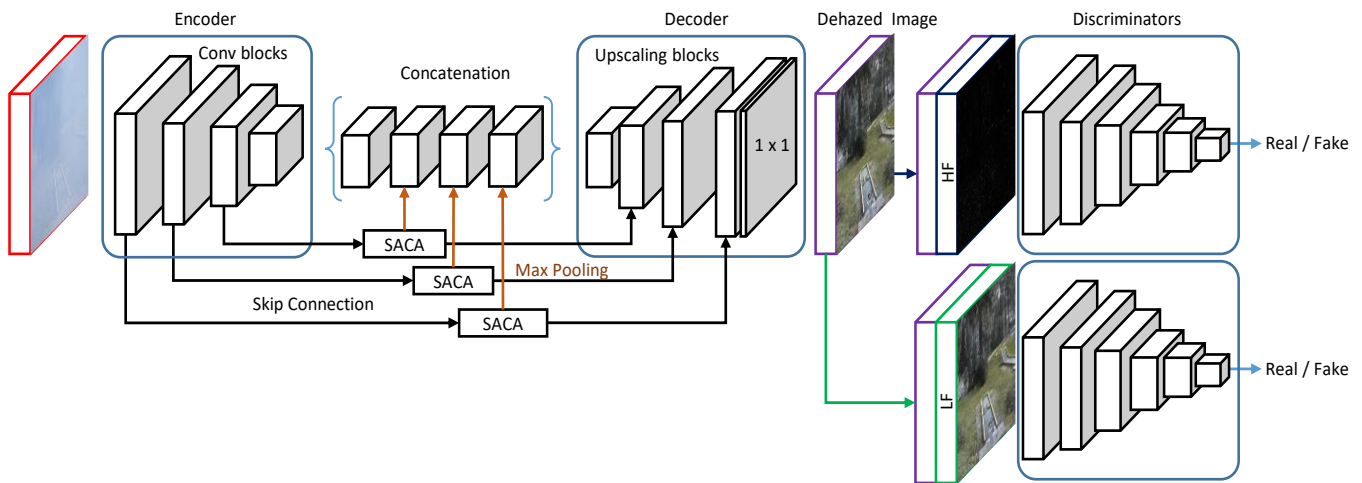 Encoder
Decoder
Dehazed Image
Discriminators
Conv blocks
Concatenation
Upscaling blocks
1 x 1
HF
Real / Fake
SACA
SACA
Max Pooling
Skip Connection
SACA
LF
Real / Fake